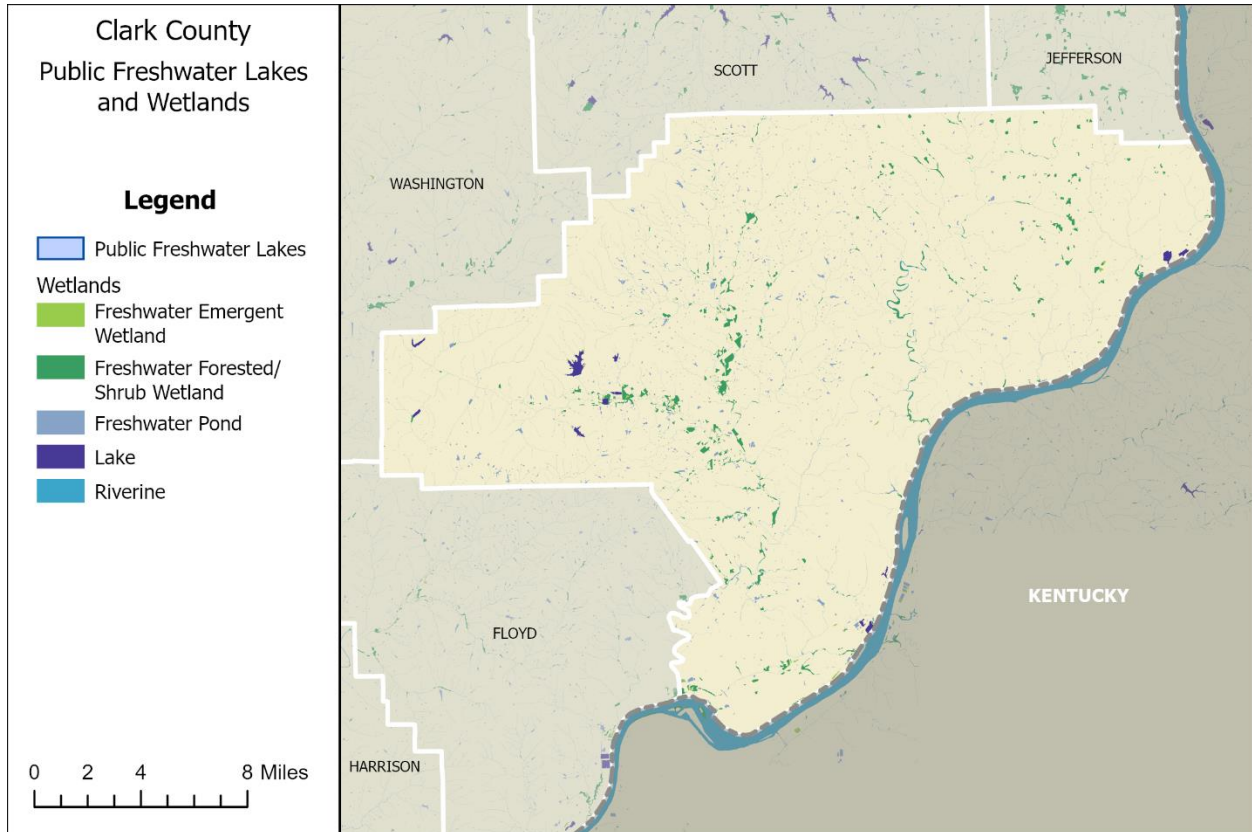 Clark County
Public Freshwater Lakes
and Wetlands
Legend
Public Freshwater Lakes
Wetlands
Freshwater Emergent
Wetland
Freshwater Forested/
Shrub Wetland
Freshwater Pond
Lake
Riverine
0 2 4 8 Miles
SCOTT
JEFFERSON
WASHINGTON
KENTUCKY
FLOYD
HARRISON